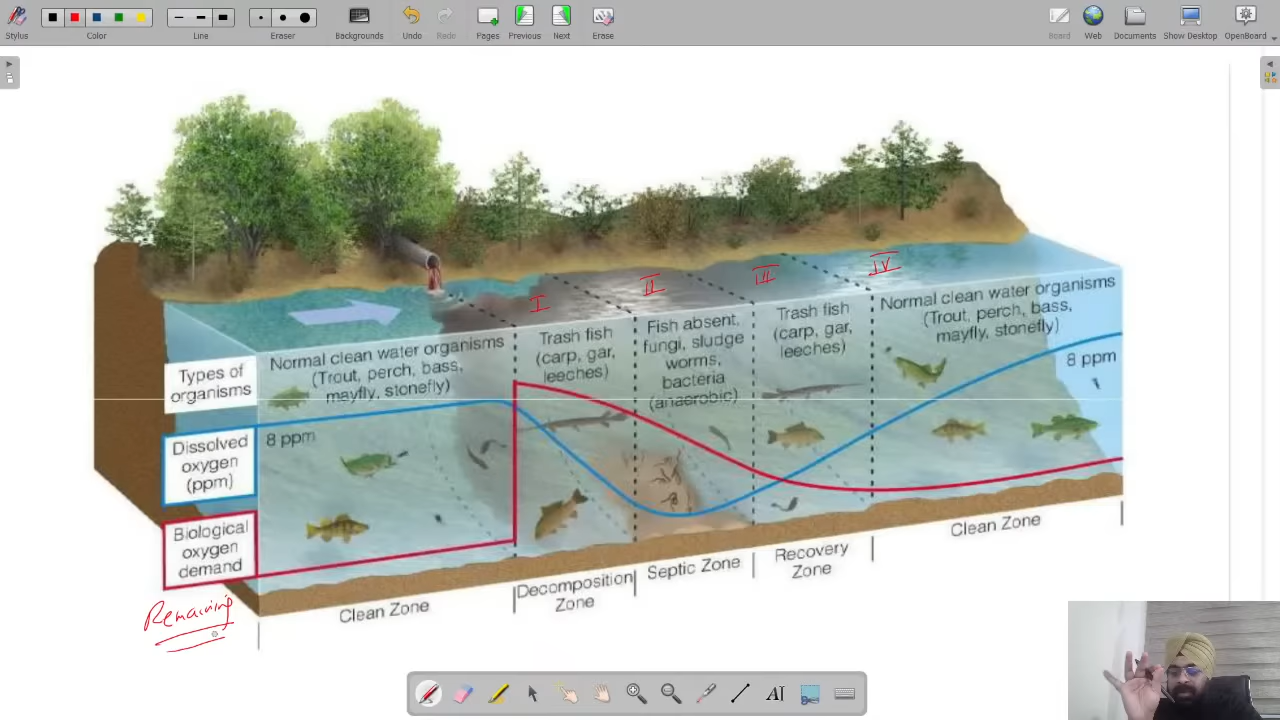 Stylus
Color
Line
Eraser
Backgrounds
Undo
Redo
Pages
Previous
Next
Erase
Board
Web
Documents
Show Desktop
OpenBoard
I
II
III
IV
Types of
organisms
Normal clean water organisms
(Trout, perch, bass,
mayfly, stonefly)
Trash fish
(carp, gar,
leeches)
Fish absent,
fungi, sludge
worms,
bacteria
(anaerobic)
Trash fish
(carp, gar,
leeches)
Normal clean water organisms
(Trout, perch, bass,
mayfly, stonefly)
Dissolved
oxygen
(ppm)
8 ppm
8 ppm
Biological
oxygen
demand
Remaining
Clean Zone
Decomposition
Zone
Septic Zone
Recovery
Zone
Clean Zone
AI